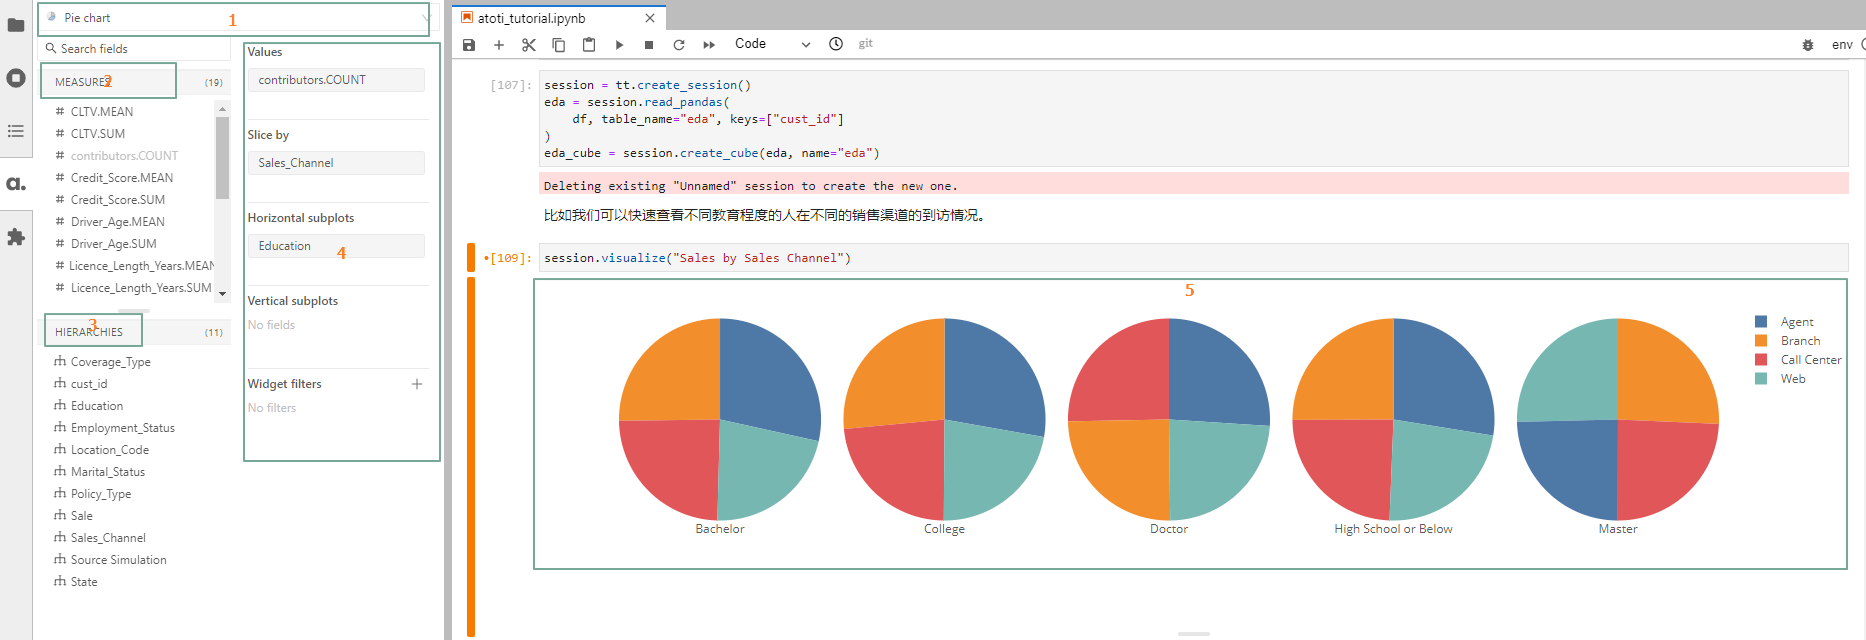 Pie chart
1
Search fields
MEASURES
2
(19)
# CLTV.MEAN
# CLTV.SUM
# contributors.COUNT
# Credit_Score.MEAN
# Credit_Score.SUM
# Driver_Age.MEAN
# Driver_Age.SUM
# Licence_Length_Years.MEAN
# Licence_Length_Years.SUM
HIERARCHIES
3
(11)
Coverage_Type
cust_id
Education
Employment_Status
Location_Code
Marital_Status
Policy_Type
Sale
Sales_Channel
Source Simulation
State
Values
contributors.COUNT
Slice by
Sales_Channel
Horizontal subplots
Education
4
Vertical subplots
No fields
Widget filters +
No filters
a.
atoti_tutorial.ipynb
Code
git
env
[107]:
session = tt.create_session()
eda = session.read_pandas(
df, table_name="eda", keys=["cust_id"]
)
eda_cube = session.create_cube(eda, name="eda")
Deleting existing "Unnamed" session to create the new one.
比如我们可以快速查看不同教育程度的人在不同的销售渠道的到访情况。
•[109]:
session.visualize("Sales by Sales Channel")
5
Agent
Branch
Call Center
Web
Bachelor
College
Doctor
High School or Below
Master